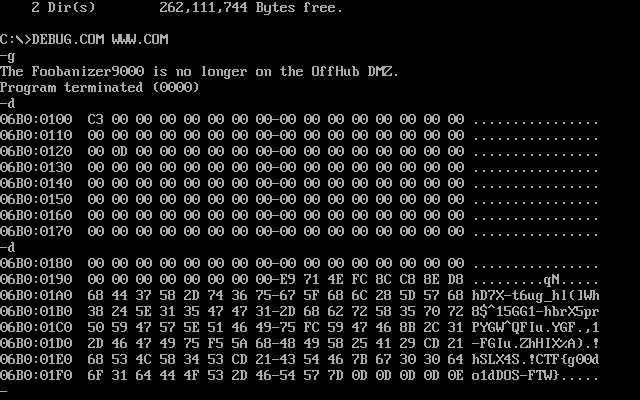 2 Dir(s)     262,111,744 Bytes free.
C:\>DEBUG.COM WWW.COM
-g
The Foobanizer9000 is no longer on the OffHub DMZ.
Program terminated (0000)
-d
06B0:0100  C3 00 00 00 00 00 00 00-00 00 00 00 00 00 00 00 ................
06B0:0110  00 00 00 00 00 00 00 00-00 00 00 00 00 00 00 00 ................
06B0:0120  00 0D 00 00 00 00 00 00-00 00 00 00 00 00 00 00 ................
06B0:0130  00 00 00 00 00 00 00 00-00 00 00 00 00 00 00 00 ................
06B0:0140  00 00 00 00 00 00 00 00-00 00 00 00 00 00 00 00 ................
06B0:0150  00 00 00 00 00 00 00 00-00 00 00 00 00 00 00 00 ................
06B0:0160  00 00 00 00 00 00 00 00-00 00 00 00 00 00 00 00 ................
06B0:0170  00 00 00 00 00 00 00 00-00 00 00 00 00 00 00 00 ................
-d
06B0:0180  00 00 00 00 00 00 00 00-00 00 00 00 00 00 00 00 ................
06B0:0190  00 00 00 00 00 00 00 00-E9 71 4E FC 8C C8 8E D8 .........qN.....
06B0:01A0  68 44 37 58 2D 74 36 75-67 5F 68 6C 28 5D 57 68 hD7X-t6ug_hl(]Wh
06B0:01B0  38 24 5E 31 35 47 47 31-2D 68 62 72 58 35 70 72 8$^15GG1-hbrX5pr
06B0:01C0  50 59 47 57 5E 51 46 49-75 FC 59 47 46 8B 2C 31 PYGW^QFIu.YGF.,1
06B0:01D0  2D 46 47 49 75 F5 5A 68-48 49 58 25 41 29 CD 21 -FGIu.ZhHIX%A).!
06B0:01E0  68 53 4C 58 34 53 CD 21-43 54 46 7B 67 30 30 64 hSLX4S.!CTF{g00d
06B0:01F0  6F 31 64 44 4F 53 2D 46-54 57 7D 0D 0D 0D 0D 0E o1dDOS-FTW}.....
-